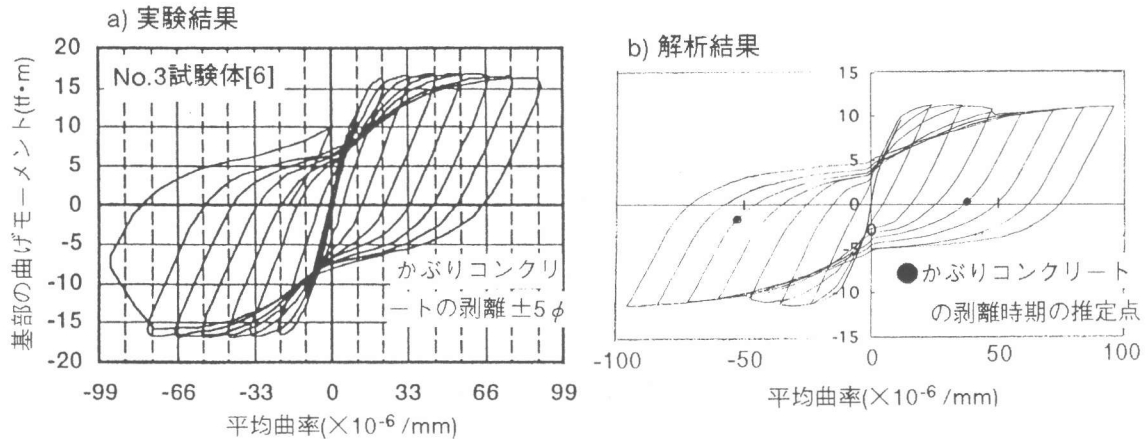 a) 実験結果
No.3試験体[6]
基部の曲げモーメント(tf・m)
20
15
10
5
0
-5
-10
-15
-20
かぶりコンクリ
ートの剥離±5φ
-99 -66 -33 0 33 66 99
平均曲率(×10-6/mm)
b) 解析結果
15
10
5
0
-5
-10
-15
●かぶりコンクリート
の剥離時期の推定点
-100 -50 0 50 100
平均曲率(×10-6/mm)